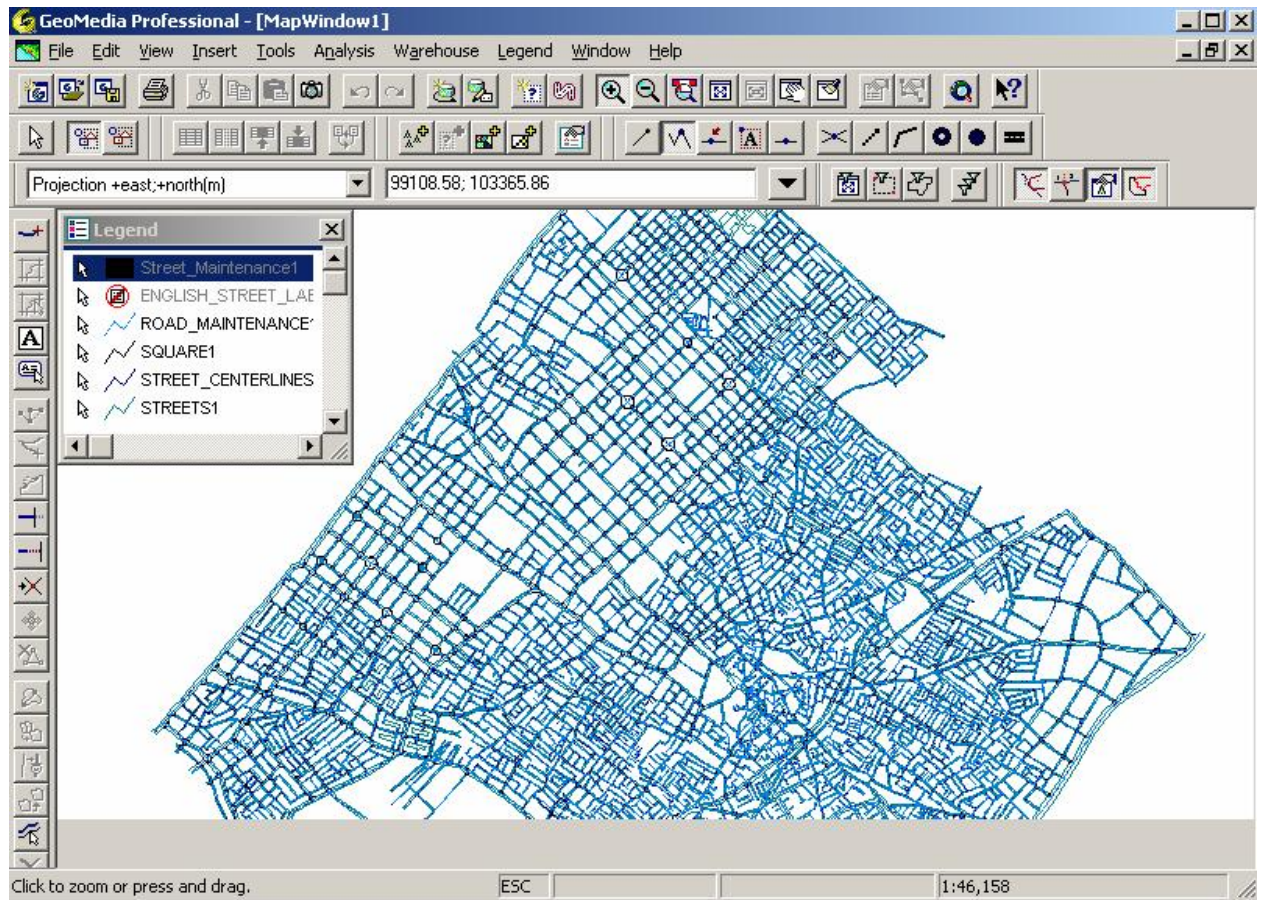 GeoMedia Professional - [MapWindow1]
File Edit View Insert Tools Analysis Warehouse Legend Window Help
Projection +east;+north(m) 99108.58; 103365.86
Legend
Street_Maintenance1
ENGLISH_STREET_LAE
ROAD_MAINTENANCE
SQUARE1
STREET_CENTERLINES
STREETS1
Click to zoom or press and drag. ESC 1:46,158